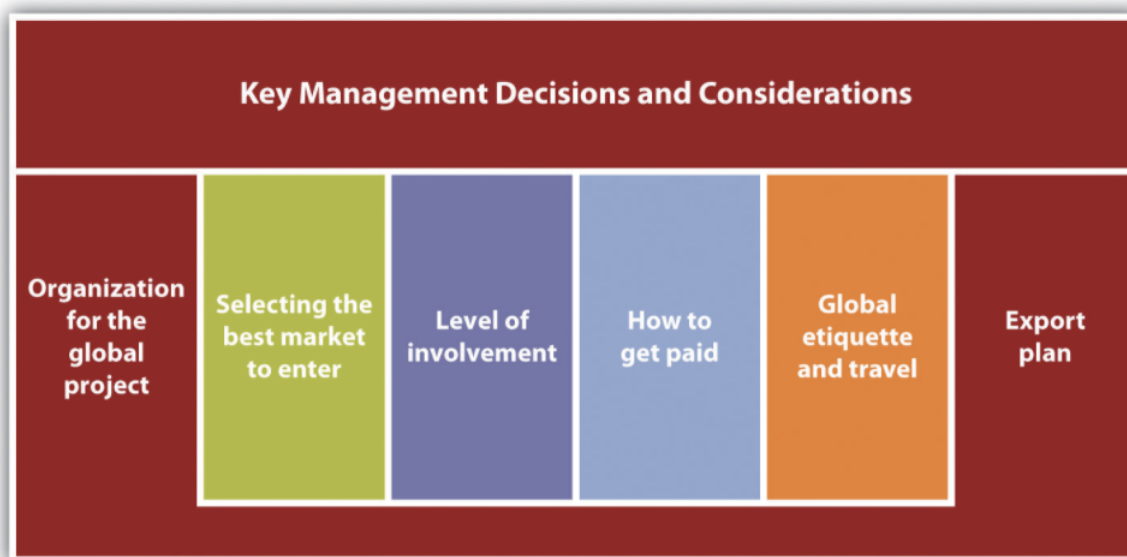 Key Management Decisions and Considerations
Organization
for the
global
project
Selecting the
best market
to enter
Level of
involvement
How to
get paid
Global
etiquette
and travel
Export
plan